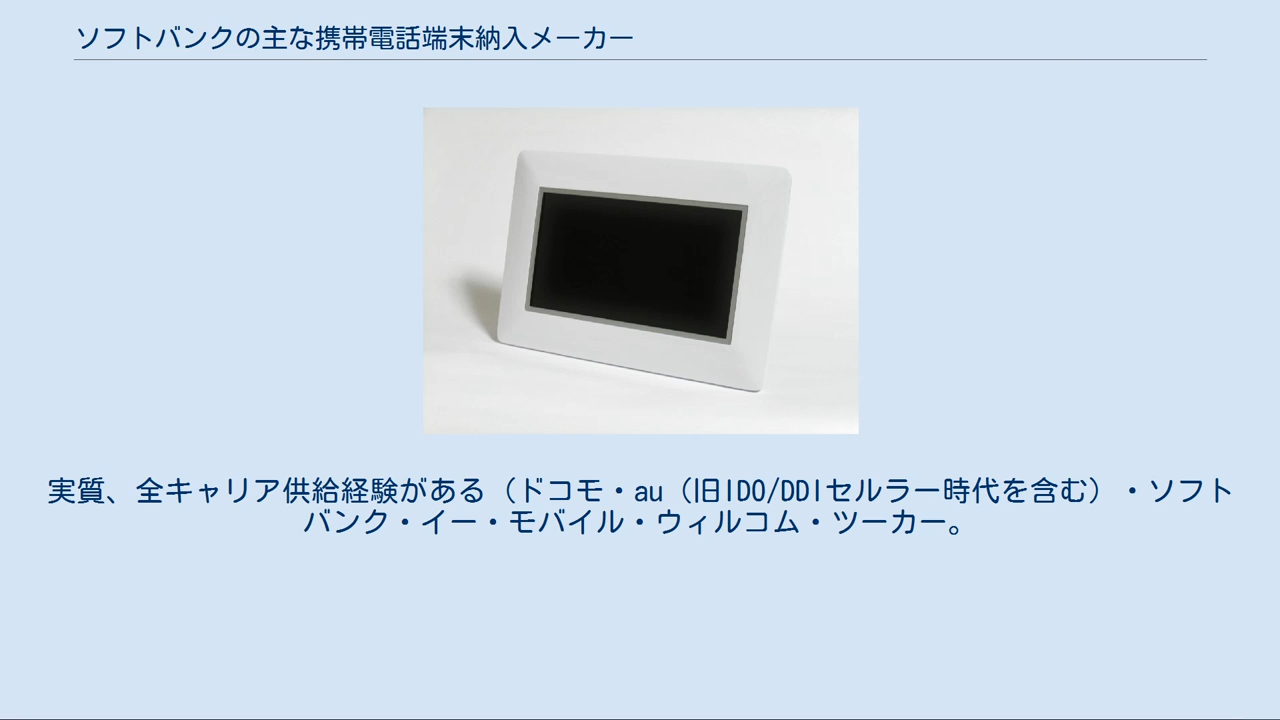 ソフトバンクの主な携帯電話端末納入メーカー
実質、全キャリア供給経験がある（ドコモ・au（旧IDO/DDIセルラー時代を含む）・ソフト
バンク・イー・モバイル・ウィルコム・ツーカー。